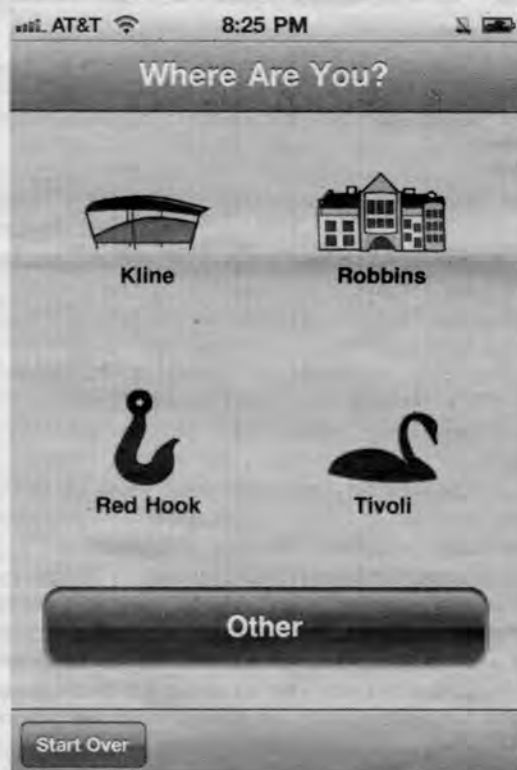 AT&T 8:25 PM
Where Are You?
Kline Robbins
Red Hook Tivoli
Other
Start Over